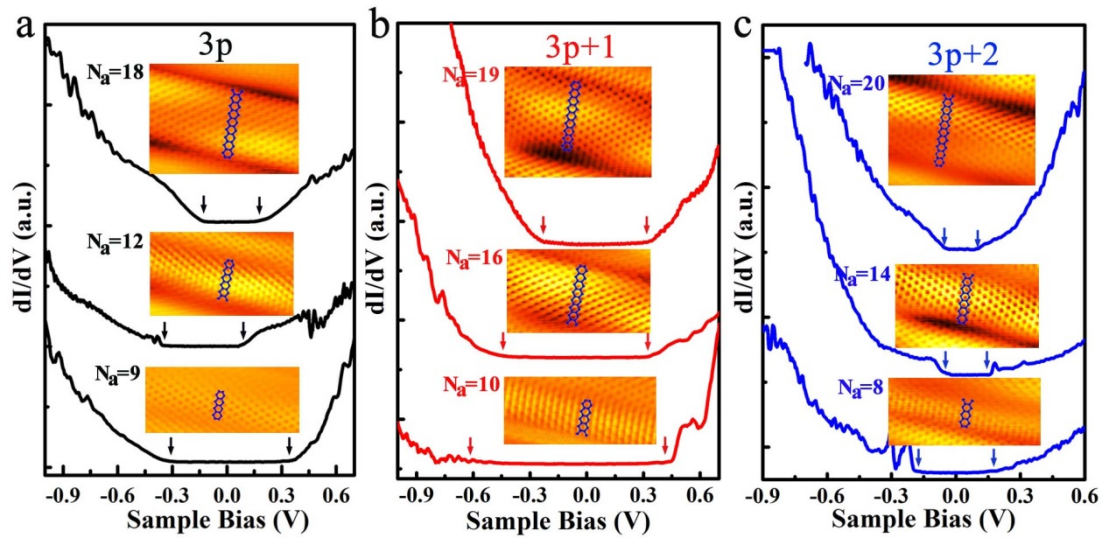 a
3p
Nₐ=18
Nₐ=12
Nₐ=9
dI/dV (a.u.)
-0.9 -0.6 -0.3 0.0 0.3 0.6
Sample Bias (V)
b
3p+1
Nₐ=19
Nₐ=16
Nₐ=10
dI/dV (a.u.)
-0.9 -0.6 -0.3 0.0 0.3 0.6
Sample Bias (V)
c
3p+2
Nₐ=20
Nₐ=14
Nₐ=8
dI/dV (a.u.)
-0.9 -0.6 -0.3 0.0 0.3 0.6
Sample Bias (V)